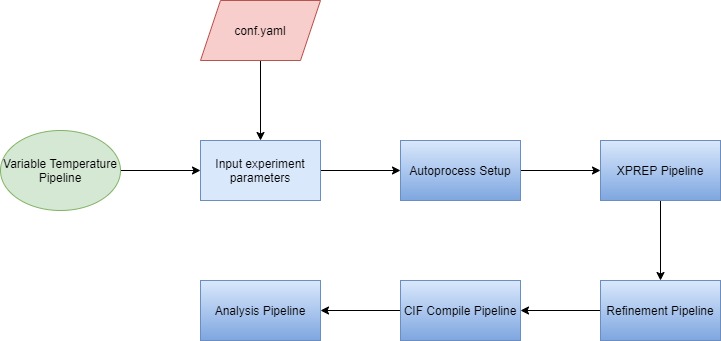 conf.yaml
Variable Temperature
Pipeline
Input experiment
parameters
Autoprocess Setup
XPREP Pipeline
Analysis Pipeline
CIF Compile Pipeline
Refinement Pipeline